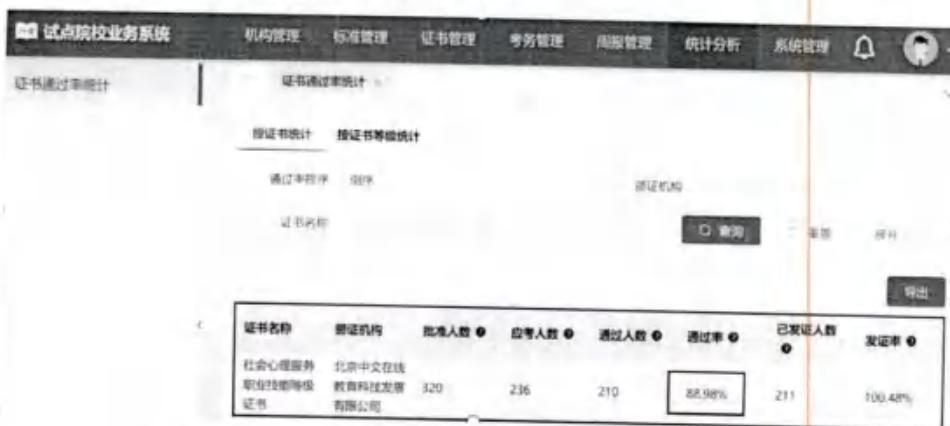 试点院校业务系统 机构管理 标准管理 证书管理 考务管理 周报管理 统计分析 系统管理
证书通过率统计 证书通过率统计
按证书统计 按证书等级统计
通过率排序 倒序 颁证机构
证书名称 查询 重置
导出
证书名称 颁证机构 批准人数 应考人数 通过人数 通过率 已发证人数 发证率
社会心理服务 北京中文在线
职业技能等级 教育科技发展 320 236 210 88.98% 211 100.48%
证书 有限公司